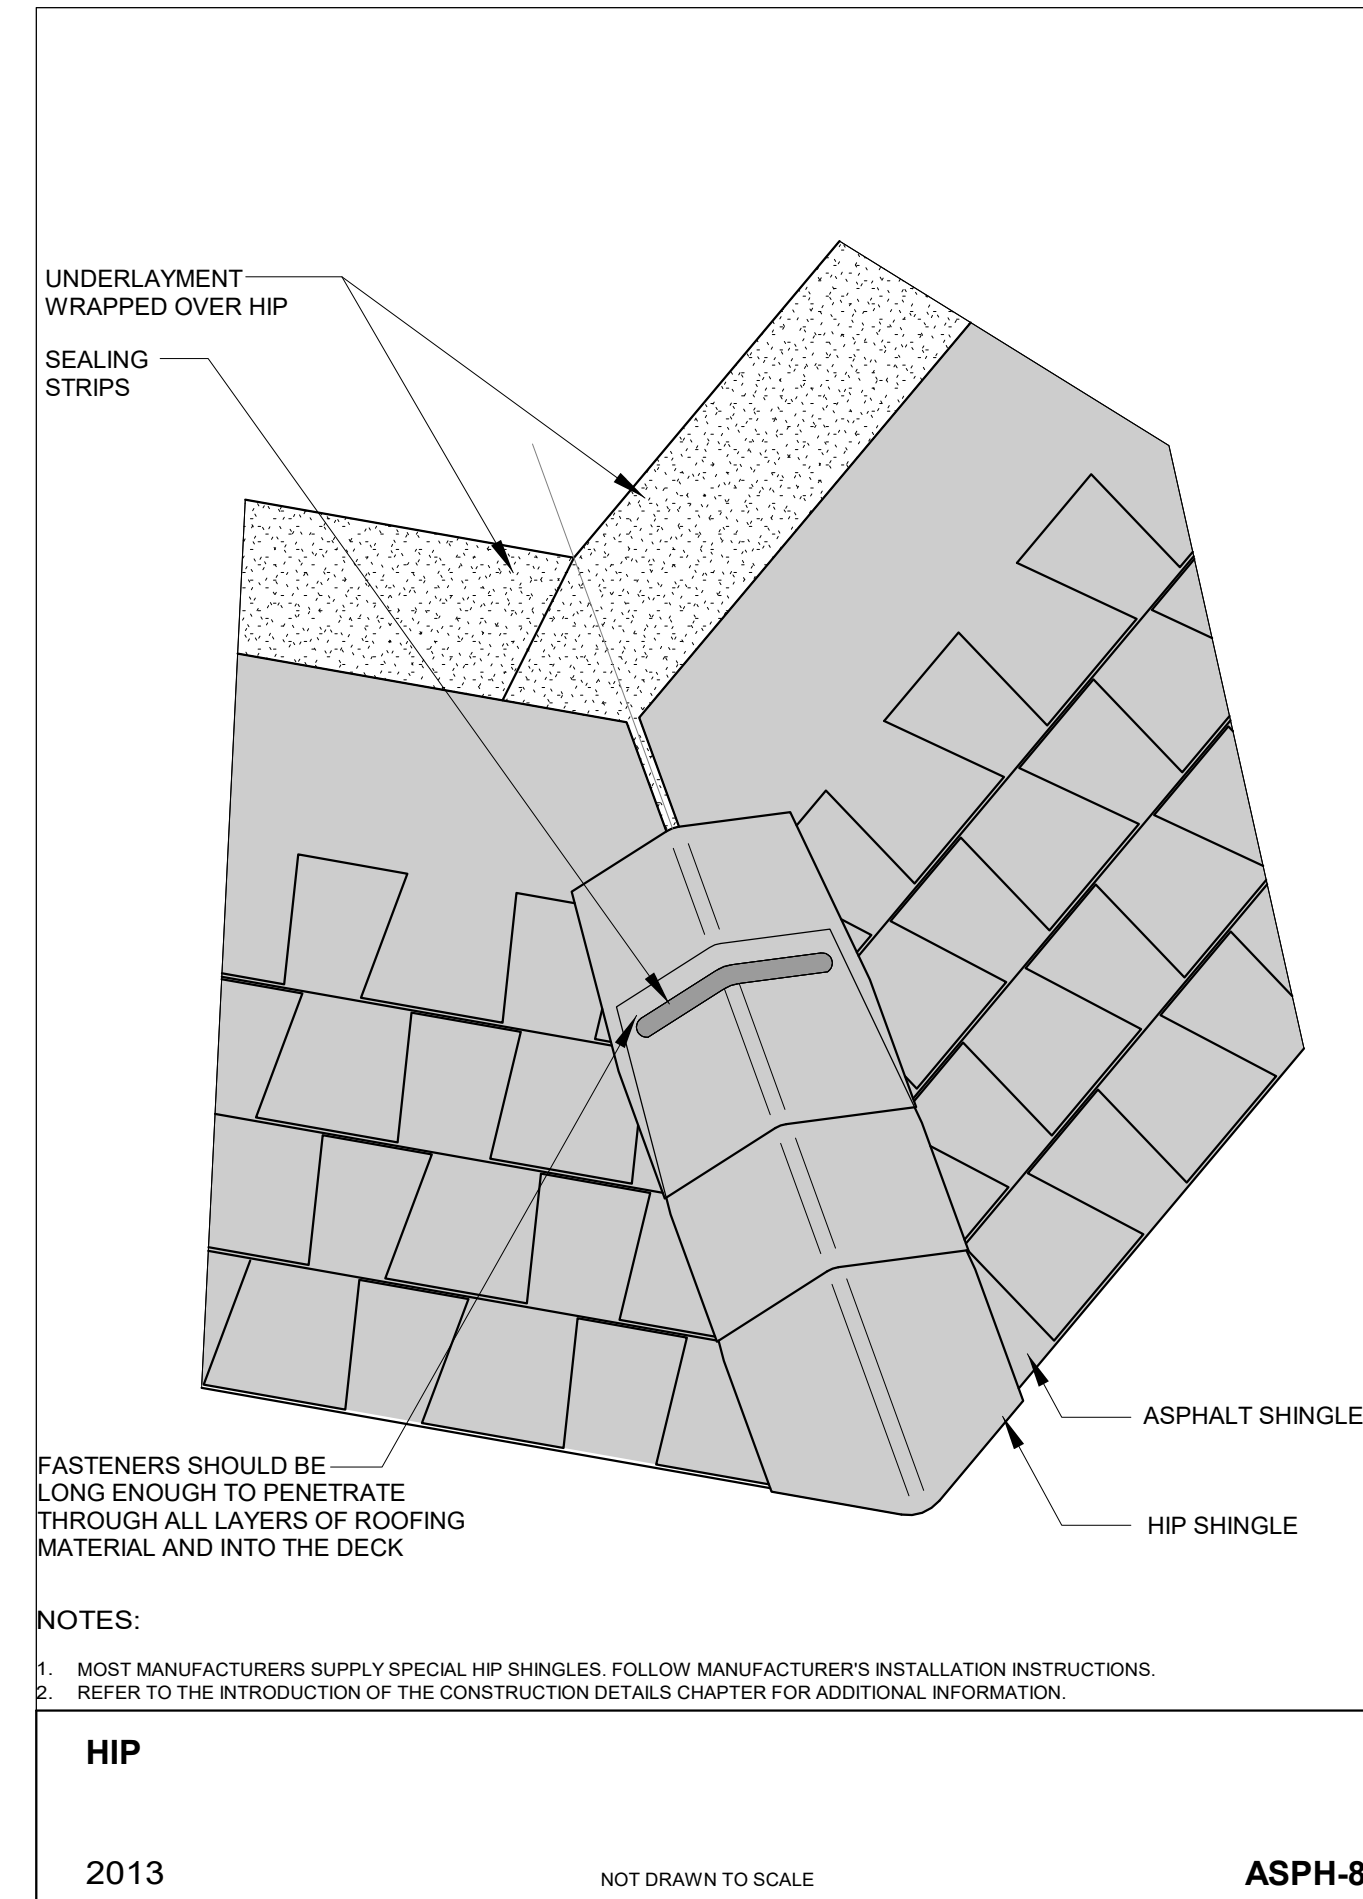 UNDERLAYMENT
WRAPPED OVER HIP
SEALING
STRIPS
ASPHALT SHINGLE
HIP SHINGLE
FASTENERS SHOULD BE
LONG ENOUGH TO PENETRATE
THROUGH ALL LAYERS OF ROOFING
MATERIAL AND INTO THE DECK
NOTES:
1. MOST MANUFACTURERS SUPPLY SPECIAL HIP SHINGLES. FOLLOW MANUFACTURER'S INSTALLATION INSTRUCTIONS.
2. REFER TO THE INTRODUCTION OF THE CONSTRUCTION DETAILS CHAPTER FOR ADDITIONAL INFORMATION.
HIP
2013
NOT DRAWN TO SCALE
ASPH-8